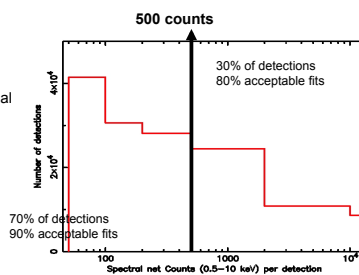 500 counts
30% of detections
80% acceptable fits
al
4×10⁴
2×10⁴
0
Number of detections
70% of detections
90% acceptable fits
100
1000
10⁴
Spectral net Counts (0.5−10 keV) per detection